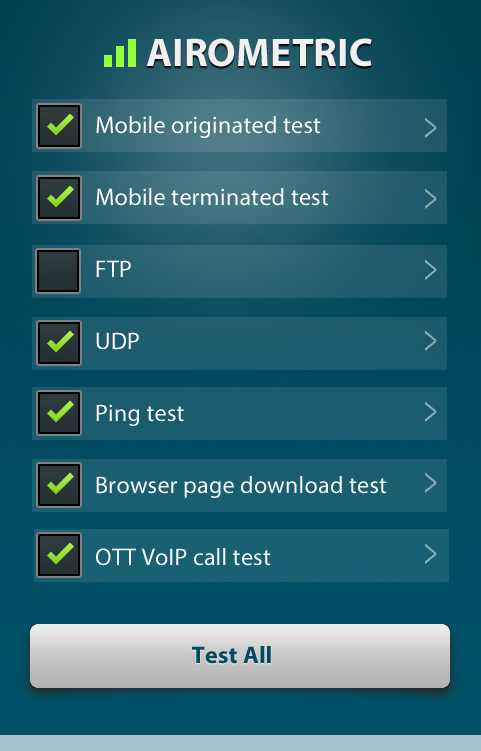 AIROMETRIC
Mobile originated test
Mobile terminated test
FTP
UDP
Ping test
Browser page download test
OTT VoIP call test
Test All